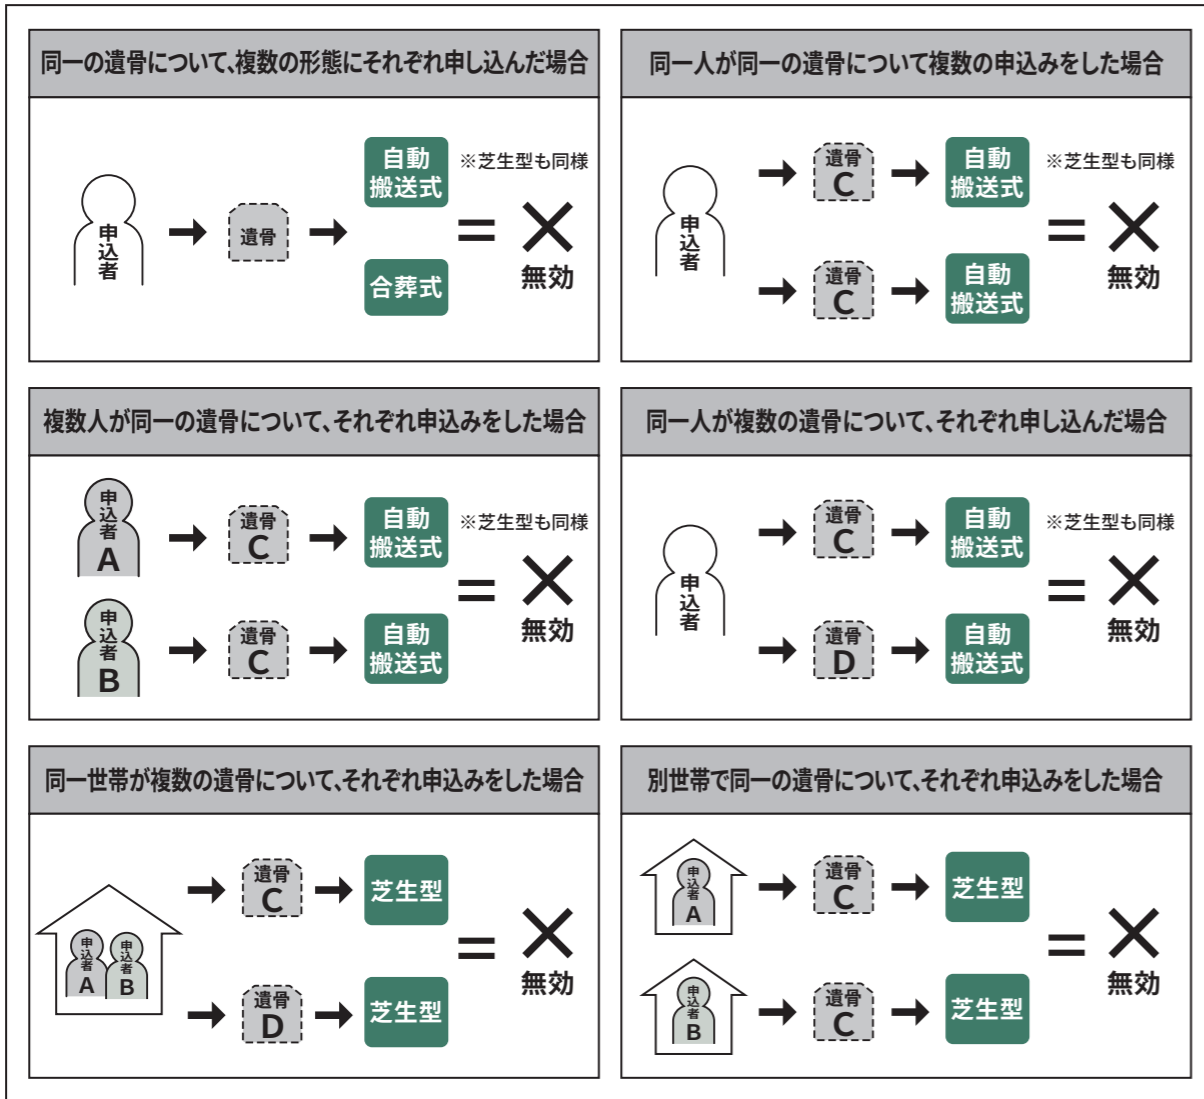 同一の遺骨について、複数の形態にそれぞれ申し込んだ場合
申込者
遺骨
自動
搬送式
※芝生型も同様
合葬式
=
×
無効
同一人が同一の遺骨について複数の申込みをした場合
申込者
遺骨
C
自動
搬送式
※芝生型も同様
遺骨
C
自動
搬送式
=
×
無効
複数人が同一の遺骨について、それぞれ申込みをした場合
申込者
A
遺骨
C
自動
搬送式
※芝生型も同様
申込者
B
遺骨
C
自動
搬送式
=
×
無効
同一人が複数の遺骨について、それぞれ申し込んだ場合
申込者
遺骨
C
自動
搬送式
※芝生型も同様
遺骨
D
自動
搬送式
=
×
無効
同一世帯が複数の遺骨について、それぞれ申込みをした場合
申込者
A
申込者
B
遺骨
C
芝生型
遺骨
D
芝生型
=
×
無効
別世帯で同一の遺骨について、それぞれ申込みをした場合
申込者
A
遺骨
C
芝生型
申込者
B
遺骨
C
芝生型
=
×
無効